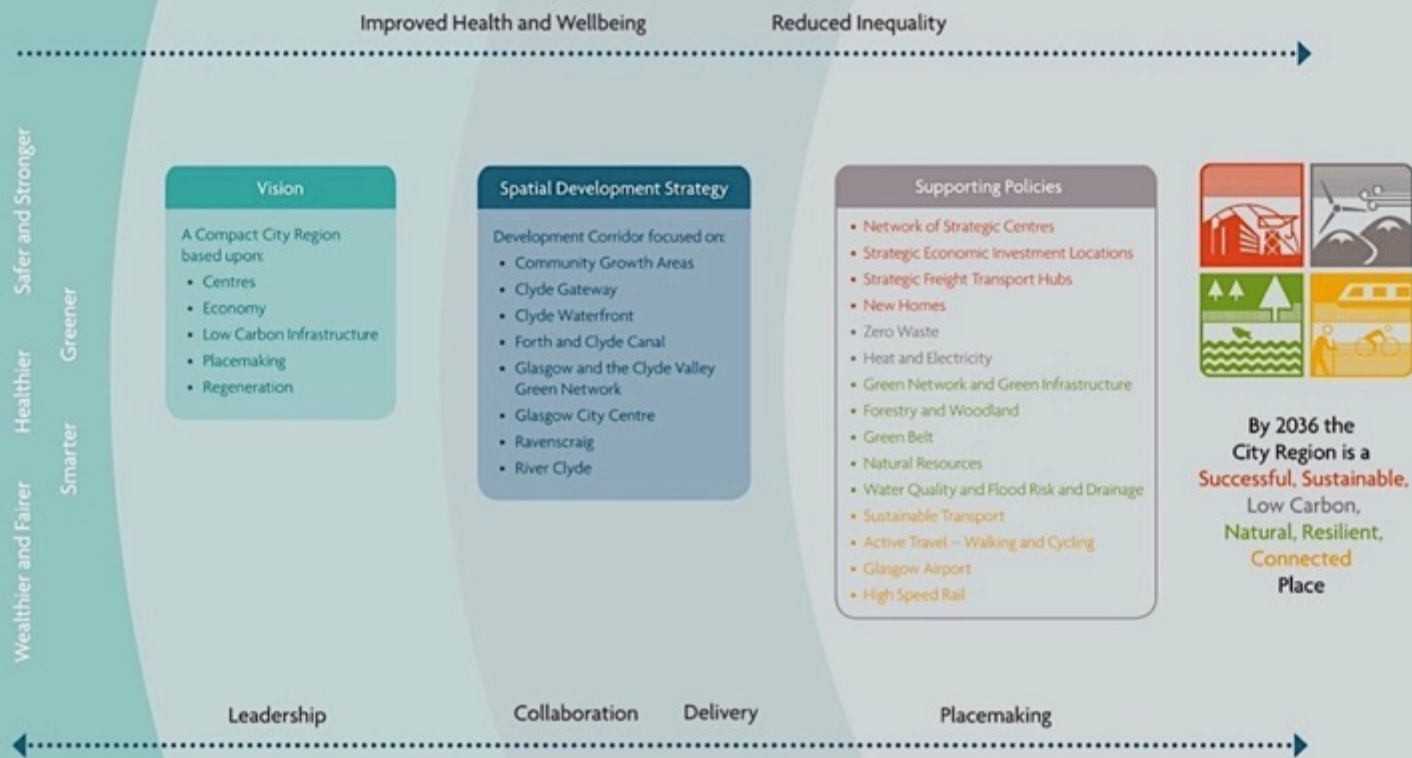 Improved Health and Wellbeing
Reduced Inequality
Safer and Stronger
Greener
Healthier
Smarter
Wealthier and Fairer
Vision
A Compact City Region
based upon:
• Centres
• Economy
• Low Carbon Infrastructure
• Placemaking
• Regeneration
Spatial Development Strategy
Development Corridor focused on:
• Community Growth Areas
• Clyde Gateway
• Clyde Waterfront
• Forth and Clyde Canal
• Glasgow and the Clyde Valley
Green Network
• Glasgow City Centre
• Ravenscraig
• River Clyde
Supporting Policies
• Network of Strategic Centres
• Strategic Economic Investment Locations
• Strategic Freight Transport Hubs
• New Homes
• Zero Waste
• Heat and Electricity
• Green Network and Green Infrastructure
• Forestry and Woodland
• Green Belt
• Natural Resources
• Water Quality and Flood Risk and Drainage
• Sustainable Transport
• Active Travel – Walking and Cycling
• Glasgow Airport
• High Speed Rail
By 2036 the
City Region is a
Successful, Sustainable,
Low Carbon,
Natural, Resilient,
Connected
Place
Leadership
Collaboration
Delivery
Placemaking